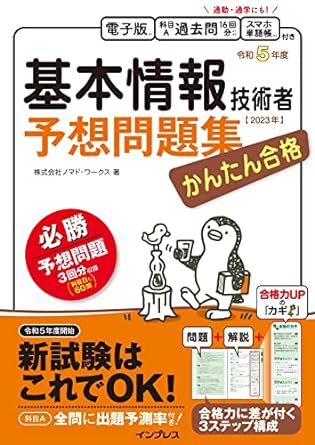 通勤・通学にも!
電子版、科目A過去問16回分、スマホ単語帳 付き
令和5年度
基本情報技術者
【2023年】
予想問題集
かんたん合格
株式会社ノマド・ワークス 著
必勝
予想問題
3回分収録
合格力UPの
「カギ」
問題+解説+
令和5年度開始
新試験は
これでOK!
科目A 全問に出題予測率付き!
合格力に差が付く
3ステップ構成
インプレス